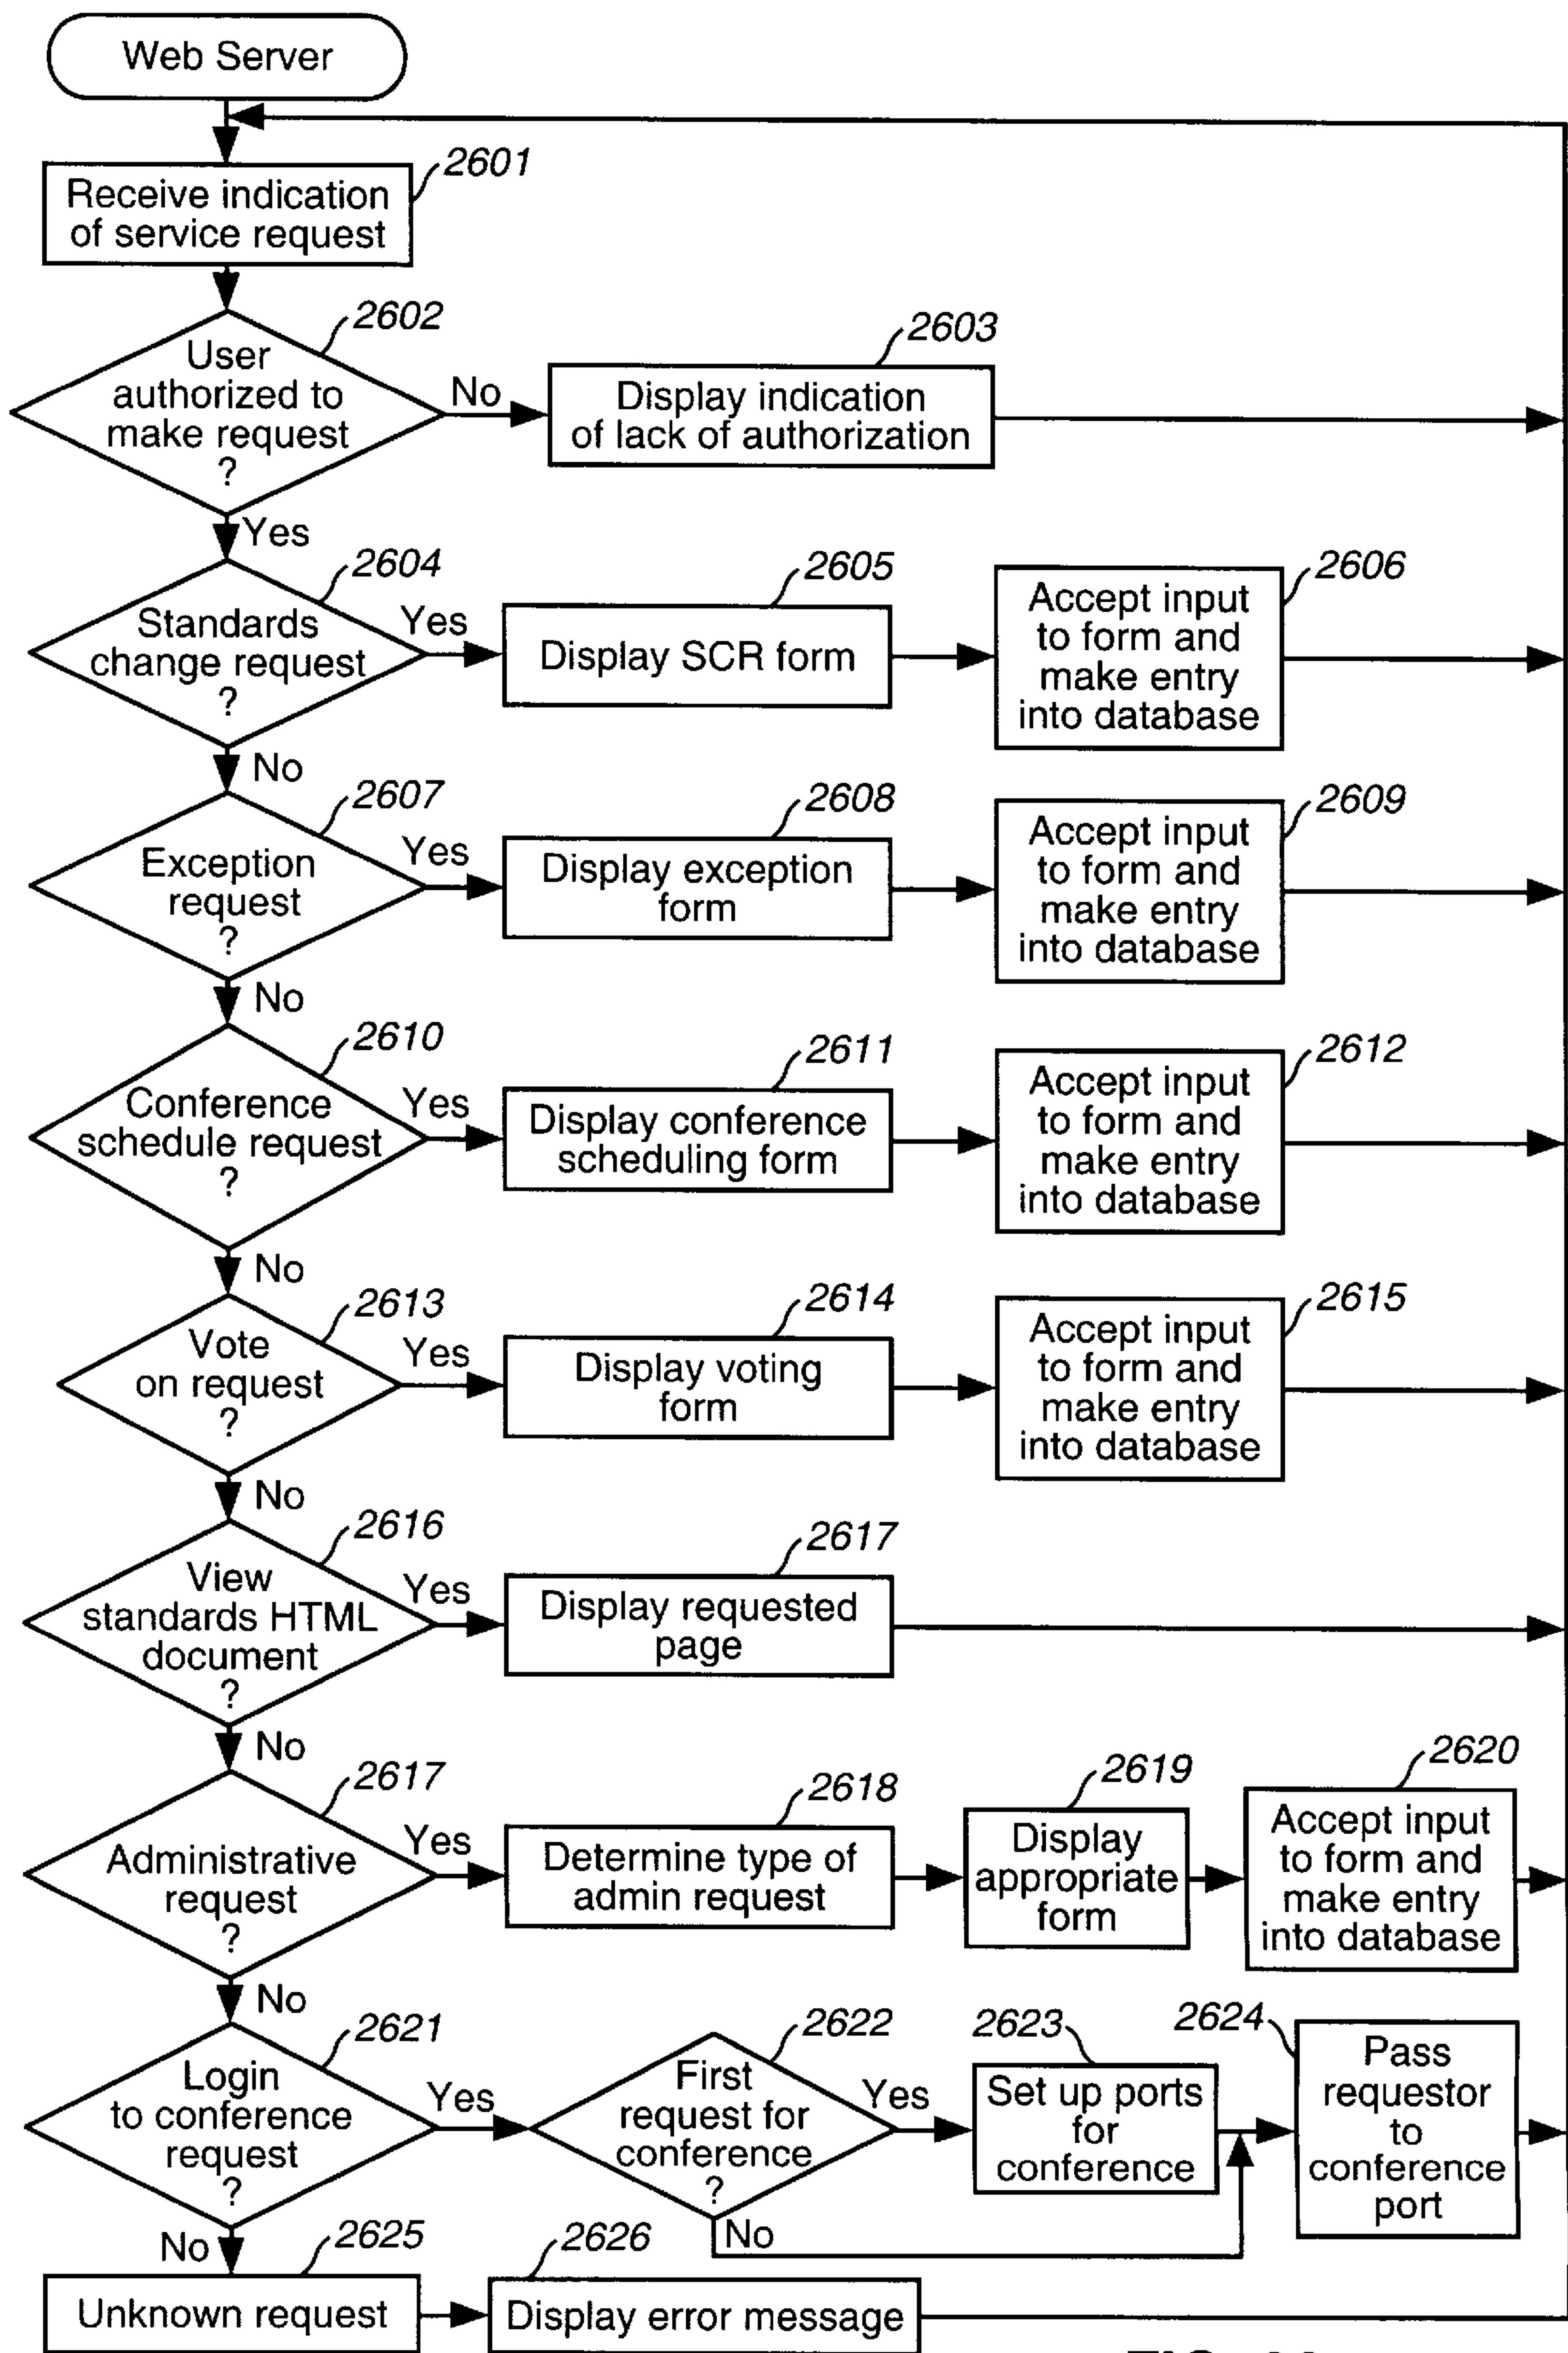 Web Server
2601
Receive indication
of service request
2602
User
authorized to
make request
?
No
2603
Display indication
of lack of authorization
Yes
2604
Standards
change request
?
Yes
2605
Display SCR form
2606
Accept input
to form and
make entry
into database
No
2607
Exception
request
?
Yes
2608
Display exception
form
2609
Accept input
to form and
make entry
into database
No
2610
Conference
schedule request
?
Yes
2611
Display conference
scheduling form
2612
Accept input
to form and
make entry
into database
No
2613
Vote
on request
?
Yes
2614
Display voting
form
2615
Accept input
to form and
make entry
into database
No
2616
View
standards HTML
document
?
Yes
2617
Display requested
page
No
2617
Administrative
request
?
Yes
2618
Determine type of
admin request
2619
Display
appropriate
form
2620
Accept input
to form and
make entry
into database
No
2621
Login
to conference
request
?
Yes
2622
First
request for
conference
?
Yes
2623
Set up ports
for
conference
2624
Pass
requestor
to
conference
port
No
No
2625
Unknown request
2626
Display error message